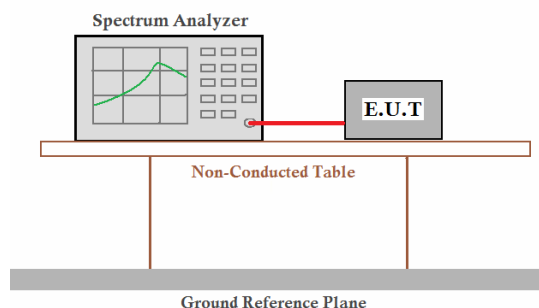 Spectrum Analyzer
E.U.T
Non-Conducted Table
Ground Reference Plane